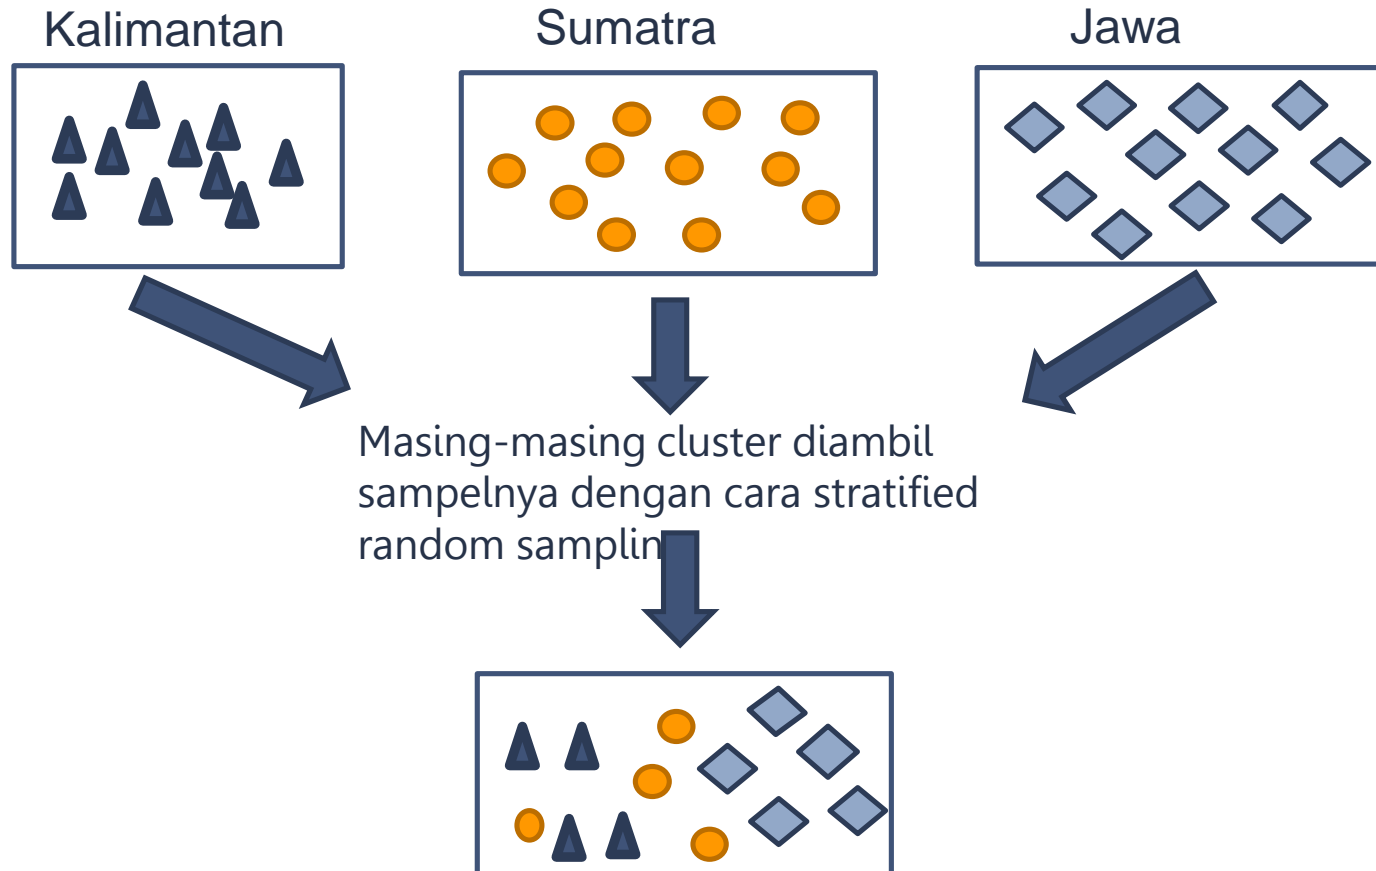 Kalimantan
Sumatra
Jawa
Masing-masing cluster diambil
sampelnya dengan cara stratified
random samplin